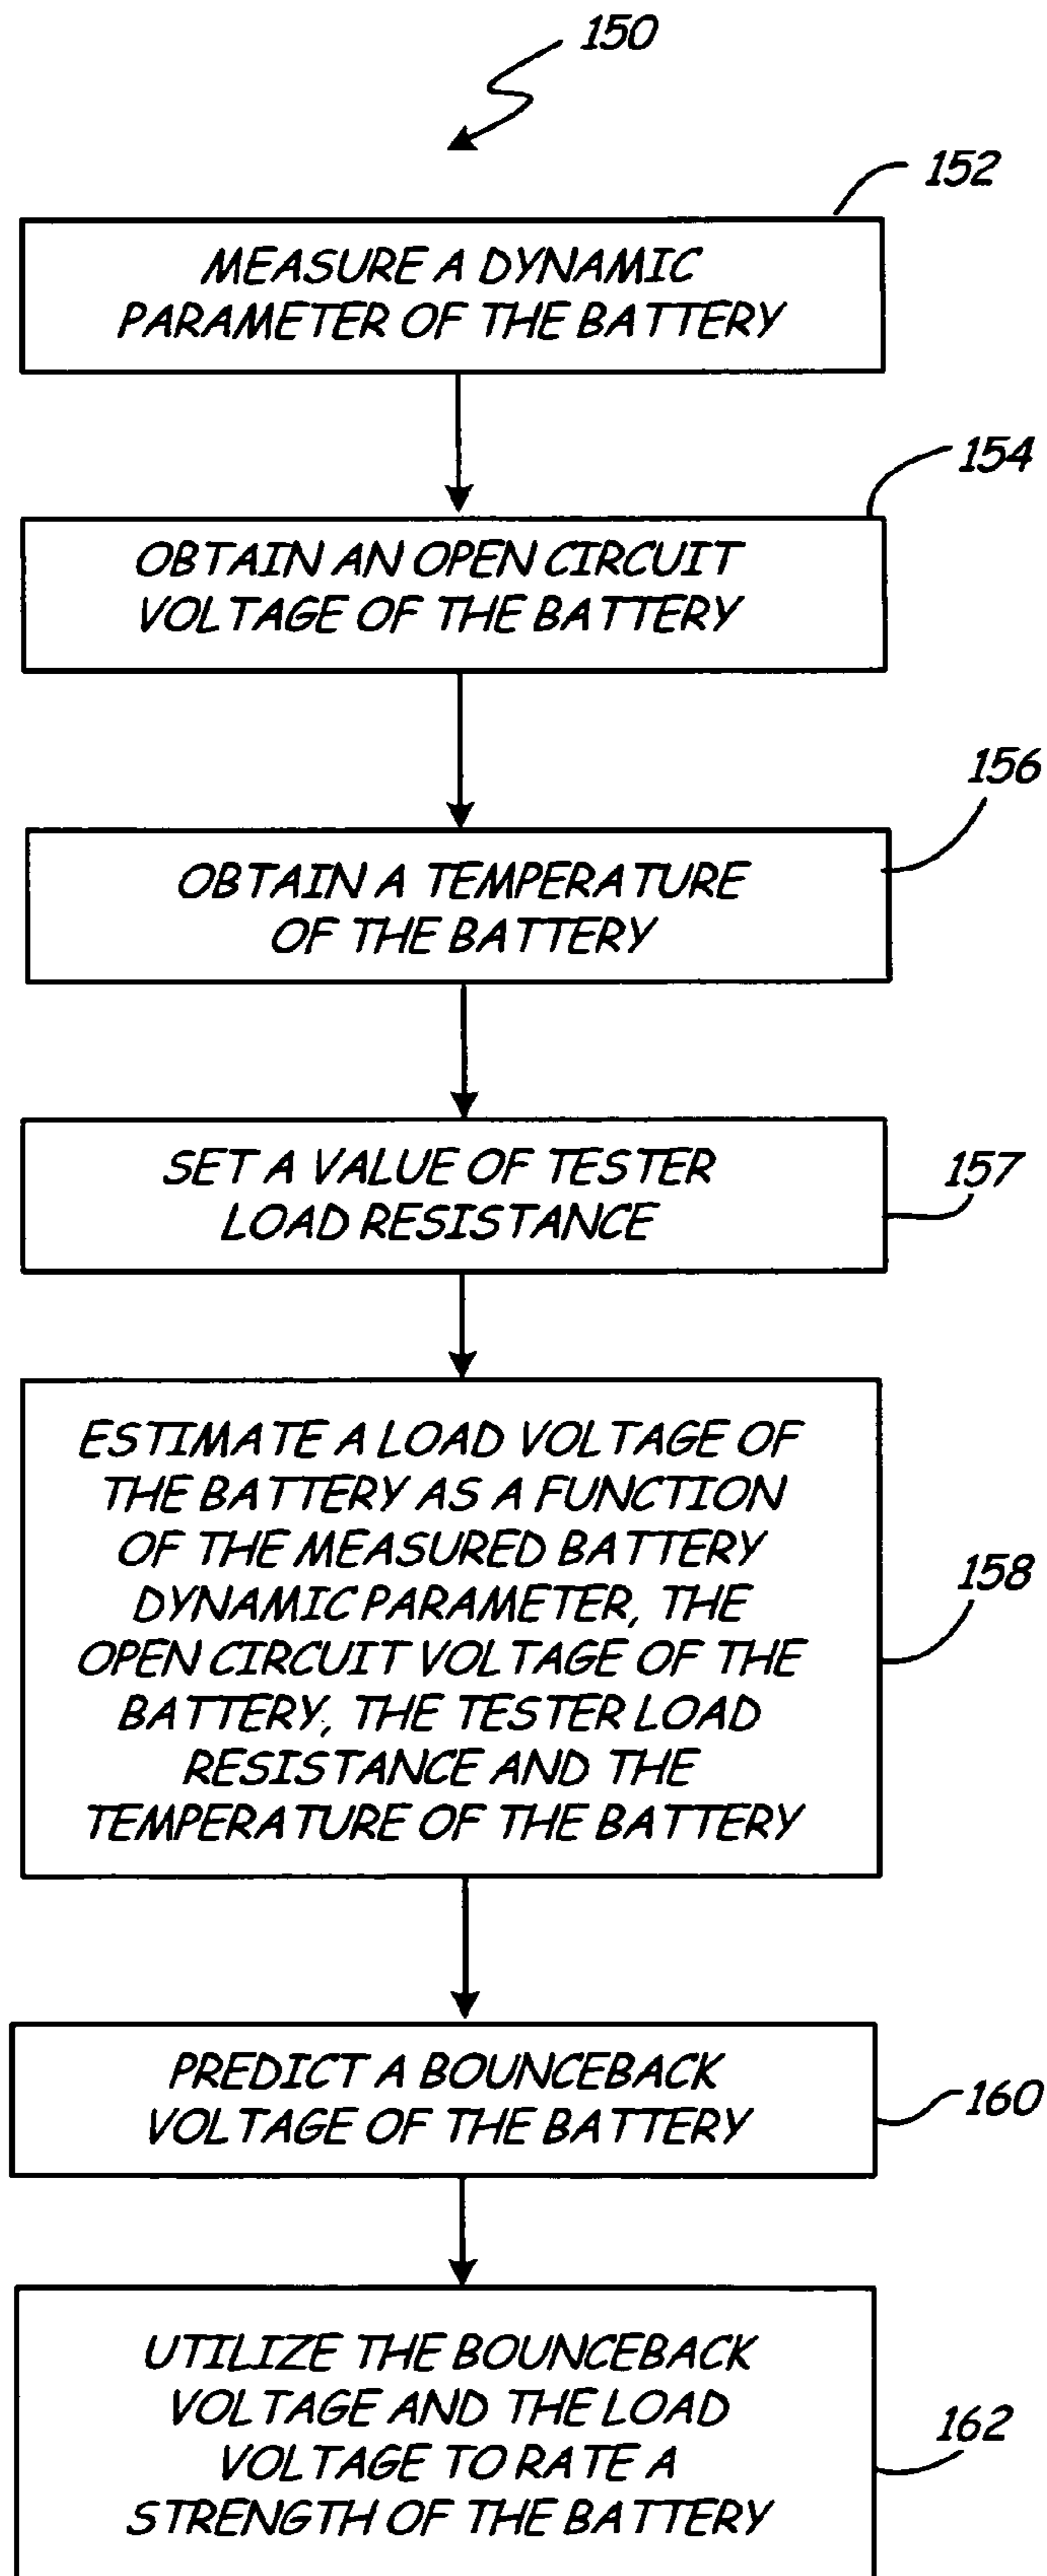 150
152
MEASURE A DYNAMIC
PARAMETER OF THE BATTERY
154
OBTAIN AN OPEN CIRCUIT
VOLTAGE OF THE BATTERY
156
OBTAIN A TEMPERATURE
OF THE BATTERY
SET A VALUE OF TESTER
LOAD RESISTANCE
157
ESTIMATE A LOAD VOLTAGE OF
THE BATTERY AS A FUNCTION
OF THE MEASURED BATTERY
DYNAMIC PARAMETER, THE
OPEN CIRCUIT VOLTAGE OF THE
BATTERY, THE TESTER LOAD
RESISTANCE AND THE
TEMPERATURE OF THE BATTERY
158
PREDICT A BOUNCEBACK
VOLTAGE OF THE BATTERY
160
UTILIZE THE BOUNCEBACK
VOLTAGE AND THE LOAD
VOLTAGE TO RATE A
STRENGTH OF THE BATTERY
162